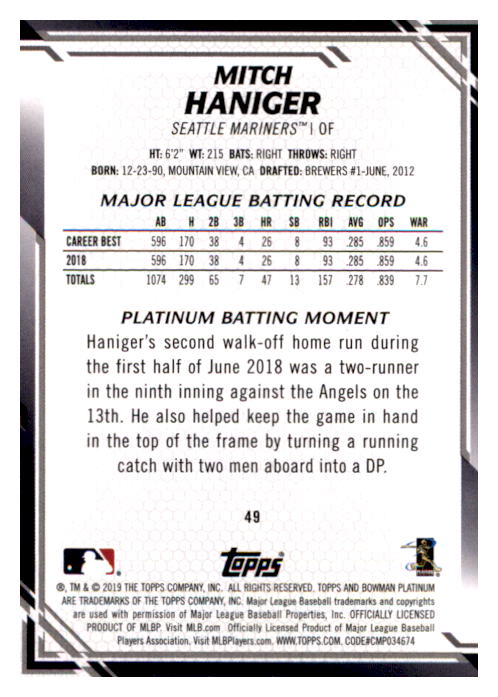 MITCH
HANIGER
SEATTLE MARINERS™ | OF
HT: 6'2" WT: 215 BATS: RIGHT THROWS: RIGHT
BORN: 12-23-90, MOUNTAIN VIEW, CA DRAFTED: BREWERS #1-JUNE, 2012
MAJOR LEAGUE BATTING RECORD
AB H 2B 3B HR SB RBI AVG OPS WAR
CAREER BEST 596 170 38 4 26 8 93 .285 .859 4.6
2018 596 170 38 4 26 8 93 .285 .859 4.6
TOTALS 1074 299 65 7 47 13 157 .278 .839 7.7
PLATINUM BATTING MOMENT
Haniger's second walk-off home run during
the first half of June 2018 was a two-runner
in the ninth inning against the Angels on the
13th. He also helped keep the game in hand
in the top of the frame by turning a running
catch with two men aboard into a DP.
49
TOPPS
®, TM & © 2019 THE TOPPS COMPANY, INC. ALL RIGHTS RESERVED. TOPPS AND BOWMAN PLATINUM
ARE TRADEMARKS OF THE TOPPS COMPANY, INC. Major League Baseball trademarks and copyrights
are used with permission of Major League Baseball Properties, Inc. OFFICIALLY LICENSED
PRODUCT OF MLBP. Visit MLB.com Officially Licensed Product of Major League Baseball
Players Association. Visit MLBPlayers.com. WWW.TOPPS.COM. CODE#CMP034674